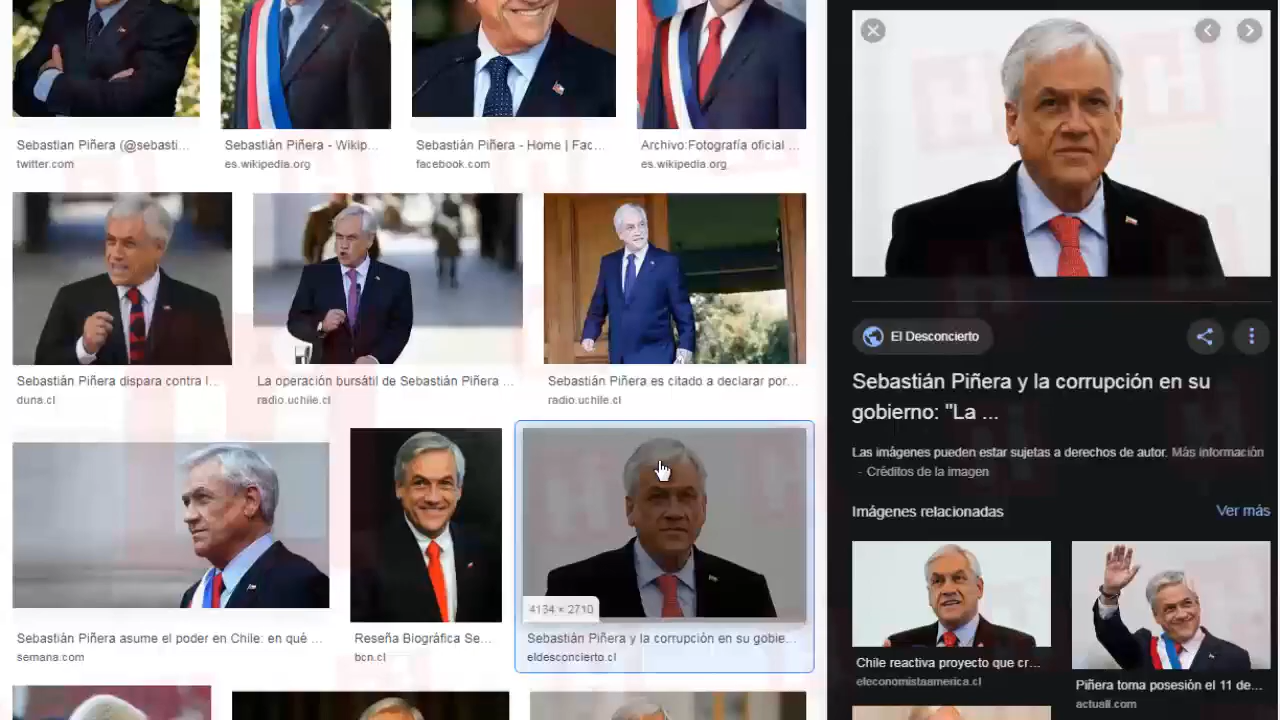 Sebastian Piñera (@sebasti...
twitter.com
Sebastián Piñera - Wikip...
es.wikipedia.org
Sebastián Piñera - Home | Fac...
facebook.com
Archivo:Fotografía oficial ...
es.wikipedia.org
Sebastián Piñera dispara contra l...
duna.cl
La operación bursátil de Sebastián Piñera ...
radio.uchile.cl
Sebastián Piñera es citado a declarar por...
radio.uchile.cl
Sebastián Piñera asume el poder en Chile: en qué ...
semana.com
Reseña Biográfica Se...
bcn.cl
4134 × 2710
Sebastián Piñera y la corrupción en su gobie...
eldesconcierto.cl
El Desconcierto
Sebastián Piñera y la corrupción en su
gobierno: "La ...
Las imágenes pueden estar sujetas a derechos de autor. Más información
- Créditos de la imagen
Imágenes relacionadas
Ver más
Chile reactiva proyecto que cr...
eleconomistaamerica.cl
Piñera toma posesión el 11 de...
actuall.com